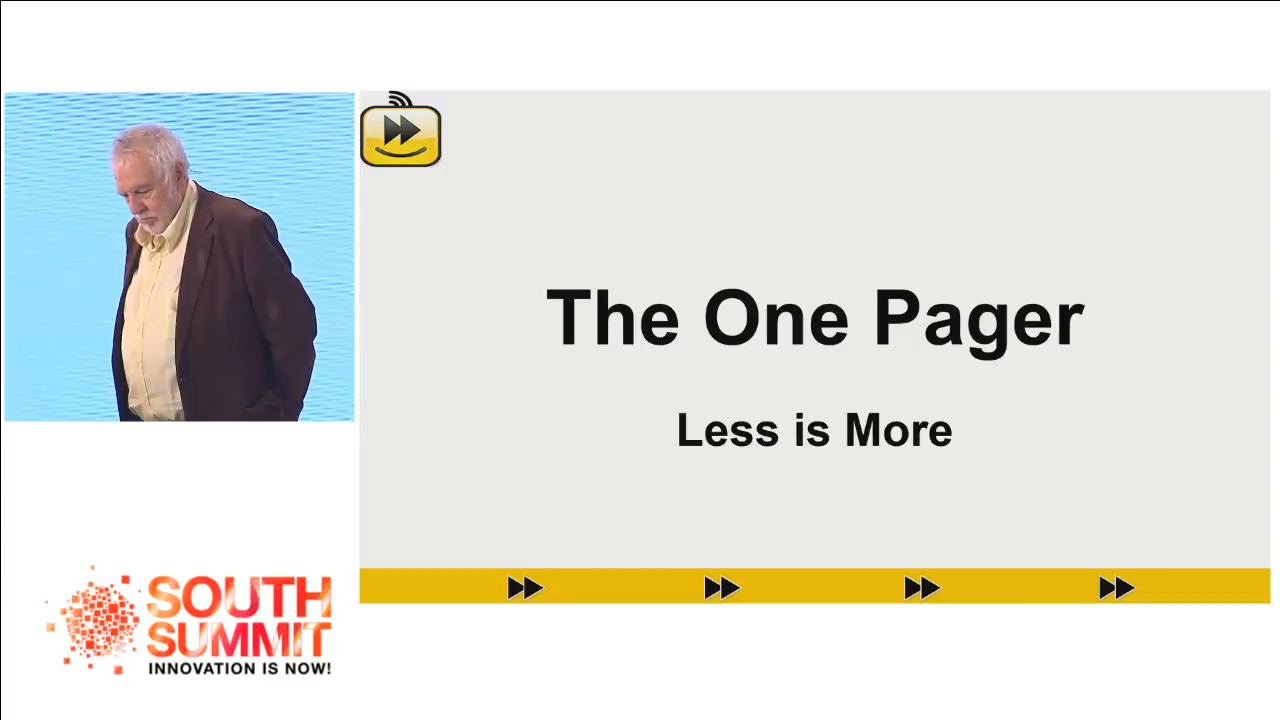 The One Pager
Less is More
SOUTH
SUMMIT
INNOVATION IS NOW!